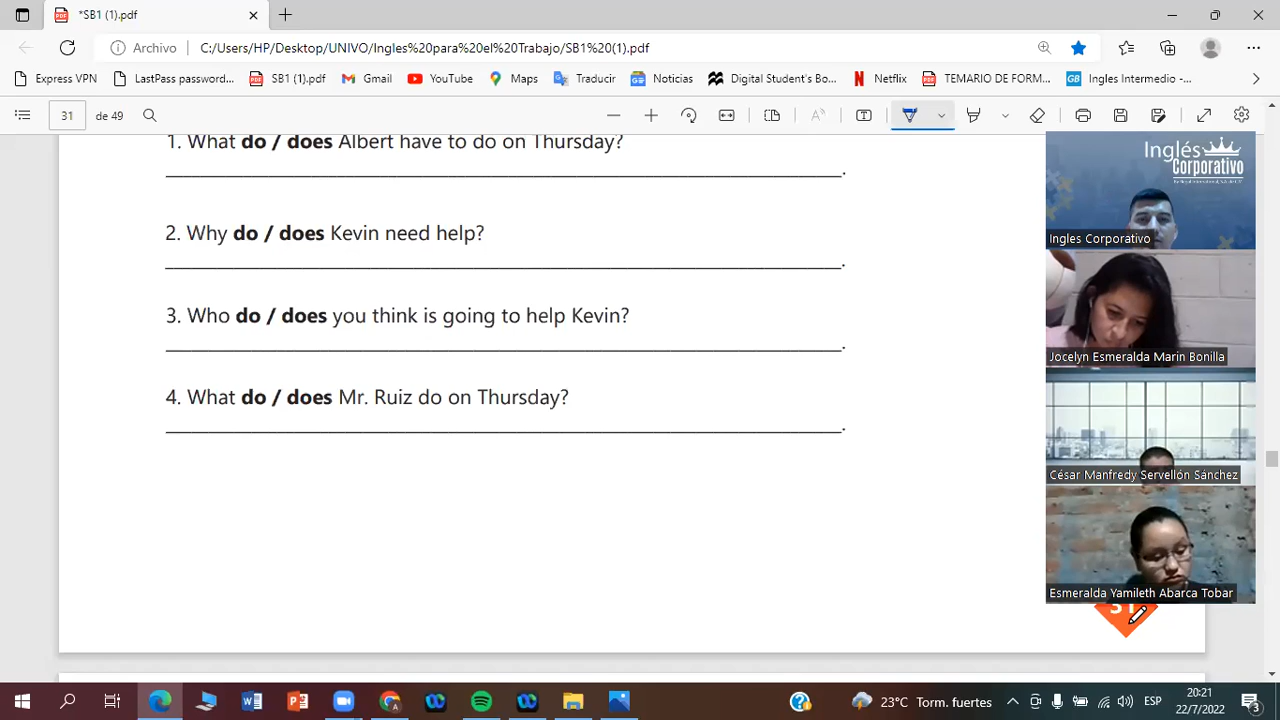 *SB1 (1).pdf
Archivo
C:/Users/HP/Desktop/UNIVO/Ingles%20para%20el%20Trabajo/SB1%20(1).pdf
Express VPN
LastPass password...
SB1 (1).pdf
Gmail
YouTube
Maps
Traducir
Noticias
Digital Student's Bo...
Netflix
TEMARIO DE FORM...
Ingles Intermedio -...
31
de 49
1. What do / does Albert have to do on Thursday?
2. Why do / does Kevin need help?
3. Who do / does you think is going to help Kevin?
4. What do / does Mr. Ruiz do on Thursday?
Inglés
Corporativo
Ingles Corporativo
Jocelyn Esmeralda Marin Bonilla
César Manfredy Servellón Sánchez
Esmeralda Yamileth Abarca Tobar
31
23°C Torm. fuertes
ESP
20:21
22/7/2022
3